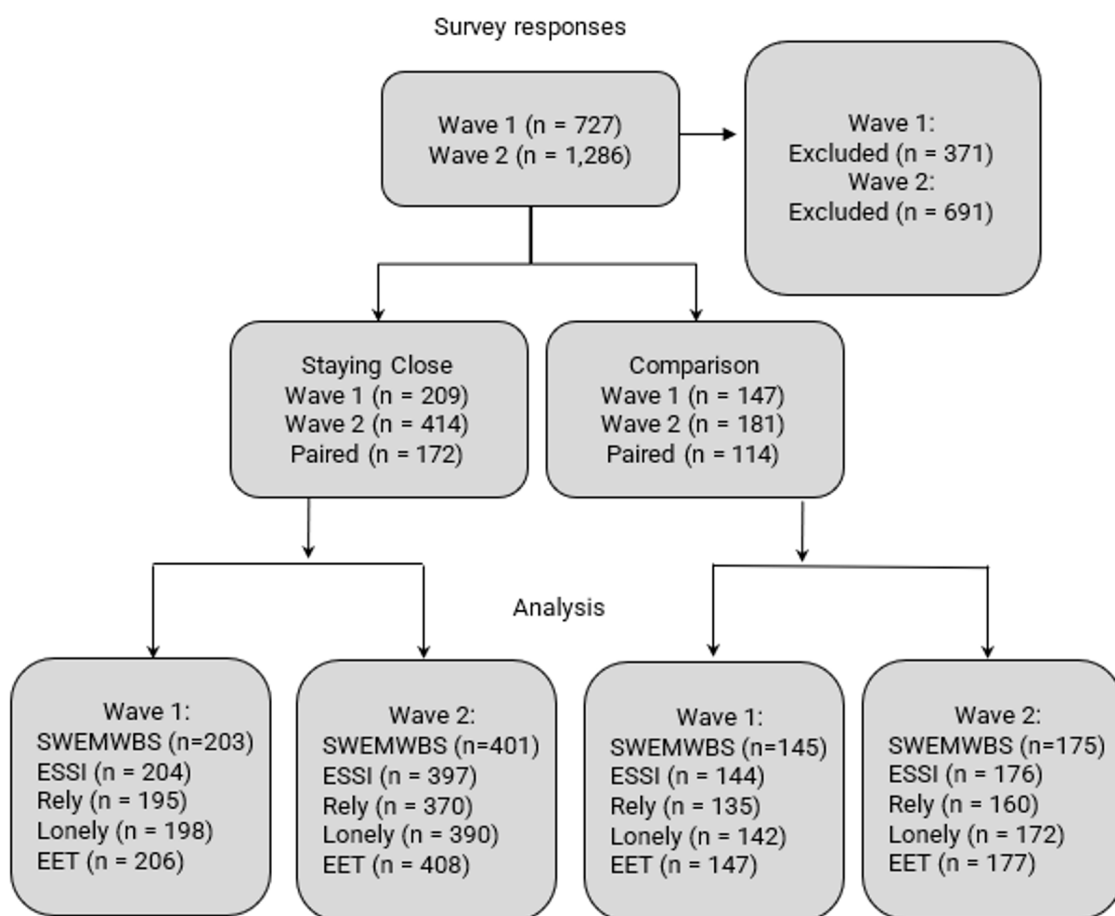 Survey responses
Wave 1 (n = 727)
Wave 2 (n = 1,286)
Wave 1:
Excluded (n = 371)
Wave 2:
Excluded (n = 691)
Staying Close
Wave 1 (n = 209)
Wave 2 (n = 414)
Paired (n = 172)
Comparison
Wave 1 (n = 147)
Wave 2 (n = 181)
Paired (n = 114)
Analysis
Wave 1:
SWEMWBS (n=203)
ESSI (n = 204)
Rely (n = 195)
Lonely (n = 198)
EET (n = 206)
Wave 2:
SWEMWBS (n=401)
ESSI (n = 397)
Rely (n = 370)
Lonely (n = 390)
EET (n = 408)
Wave 1:
SWEMWBS (n=145)
ESSI (n = 144)
Rely (n = 135)
Lonely (n = 142)
EET (n = 147)
Wave 2:
SWEMWBS (n=175)
ESSI (n = 176)
Rely (n = 160)
Lonely (n = 172)
EET (n = 177)